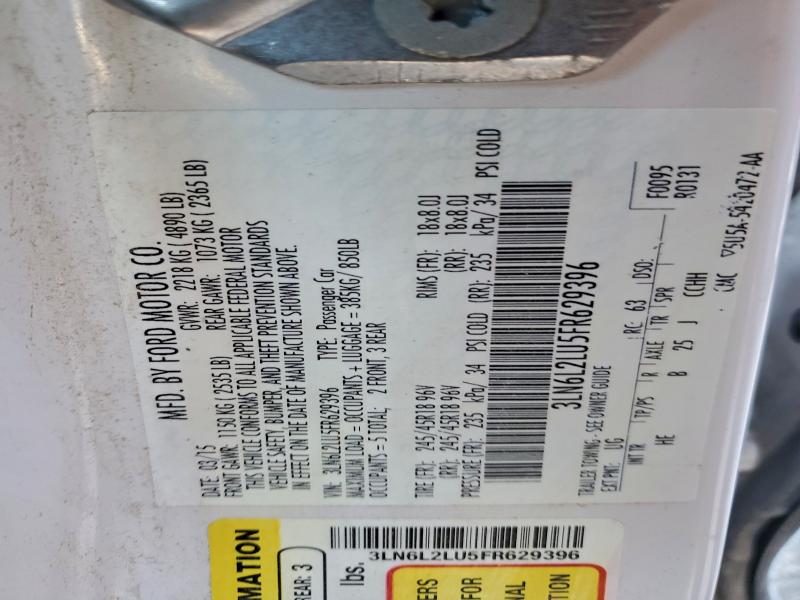 MFD. BY FORD MOTOR CO.
DATE 03/15 GVWR: 2218 KG ( 4890 LB)
FRONT GAWR: 1150 KG ( 2535 LB) REAR GAWR: 1073 KG ( 2365 LB)
THIS VEHICLE CONFORMS TO ALL APPLICABLE FEDERAL MOTOR
VEHICLE SAFETY, BUMPER, AND THEFT PREVENTION STANDARDS
IN EFFECT ON THE DATE OF MANUFACTURE SHOWN ABOVE.
VIN: 3LN6L2LU5FR629396 TYPE: Passenger Car
MAXIMUM LOAD = OCCUPANTS + LUGGAGE = 385KG/ 850LB
OCCUPANTS = 5 TOTAL; 2 FRONT, 3 REAR
TIRE (FR): 245/45R18 96V RIMS (FR): 18x8.0J
(RR): 245/45R18 96V (RR): 18x8.0J
PRESSURE (FR): 235 kPa/ 34 PSI COLD (RR): 235 kPa/ 34 PSI COLD
3LN6L2LU5FR629396
TRAILER TOWING - SEE OWNER GUIDE
EXT PNT: UG RC: 63 DSO: F0095
INT TR TP/PS R AXLE TR SPR R0131
HE B 25 J CCHH
5U5A-5420472-AA
MATION
REAR: 3
lbs.
3LN6L2LU5FR629396
ERS
FOR
NAL
TION